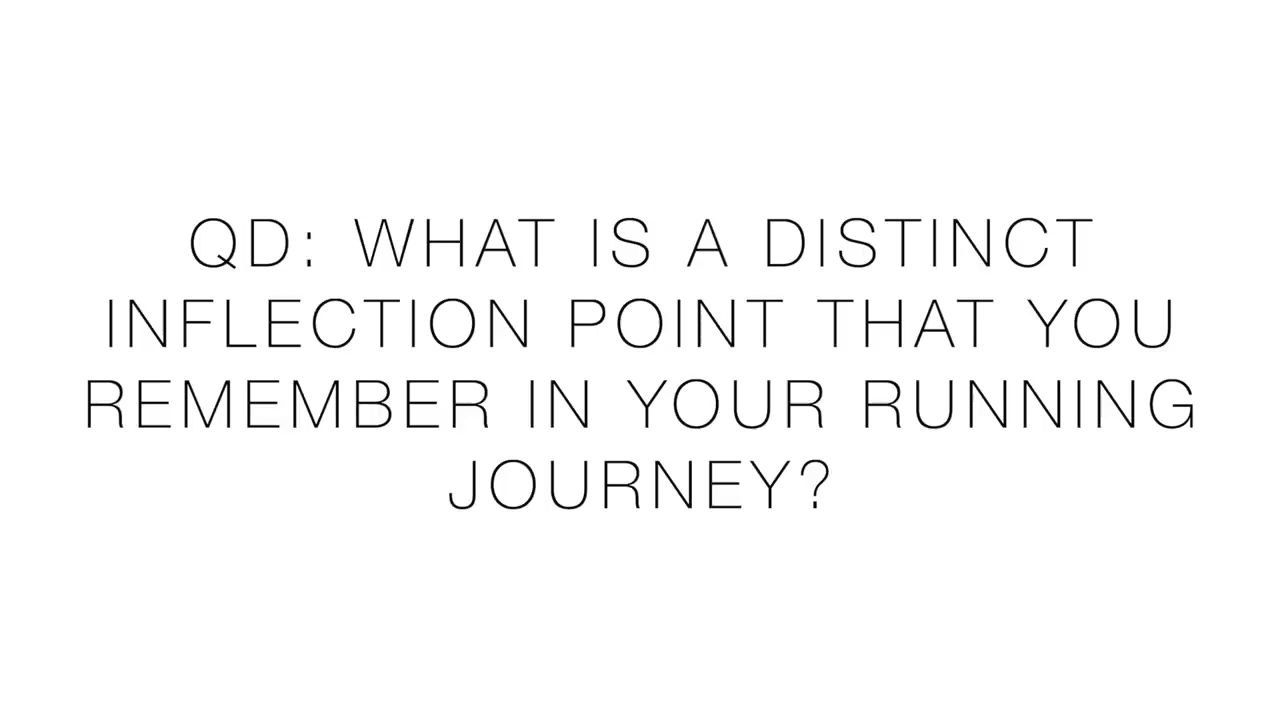 QD: WHAT IS A DISTINCT
INFLECTION POINT THAT YOU
REMEMBER IN YOUR RUNNING
JOURNEY?